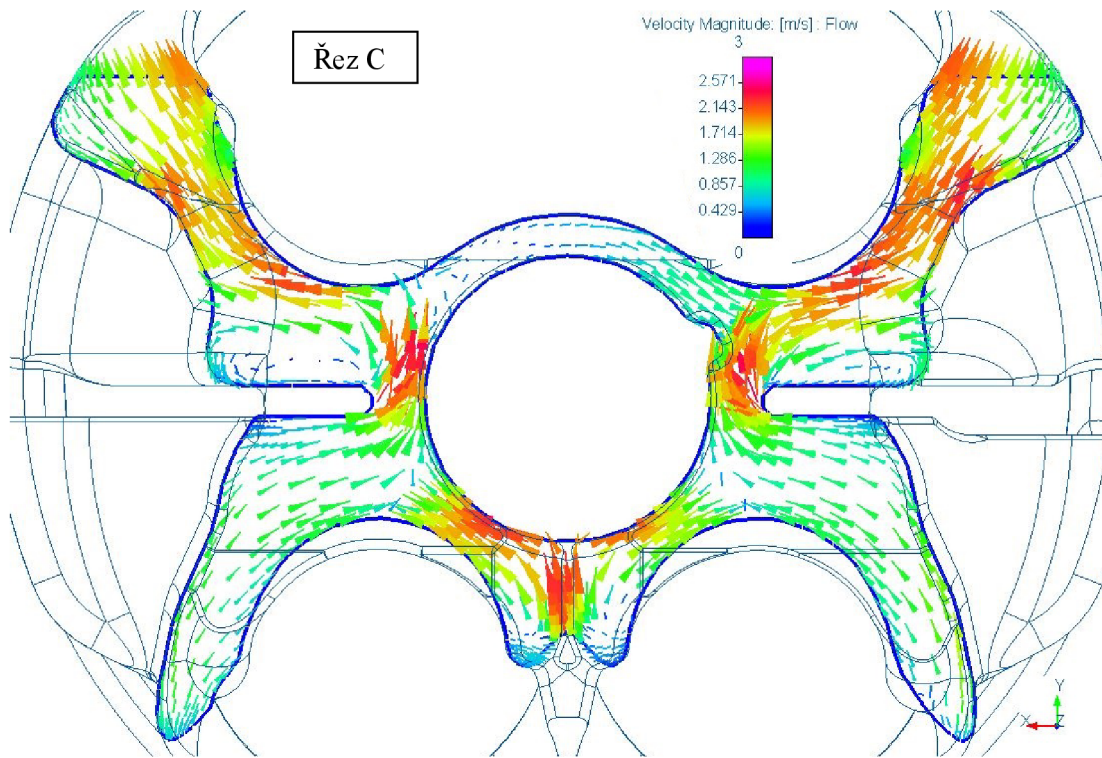 Řez C
Velocity Magnitude: [m/s] : Flow
3
2.571
2.143
1.714
1.286
0.857
0.429
0
Y
X
Z